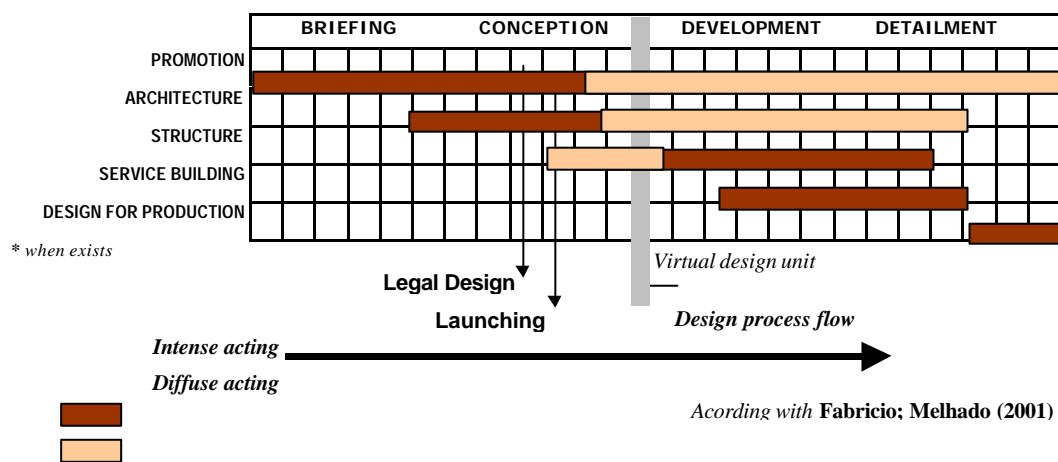 BRIEFING CONCEPTION DEVELOPMENT DETAILMENT
PROMOTION
ARCHITECTURE
STRUCTURE
SERVICE BUILDING
DESIGN FOR PRODUCTION
* when exists
Virtual design unit
Legal Design
Launching
Design process flow
Intense acting
Diffuse acting
Acording with Fabricio; Melhado (2001)